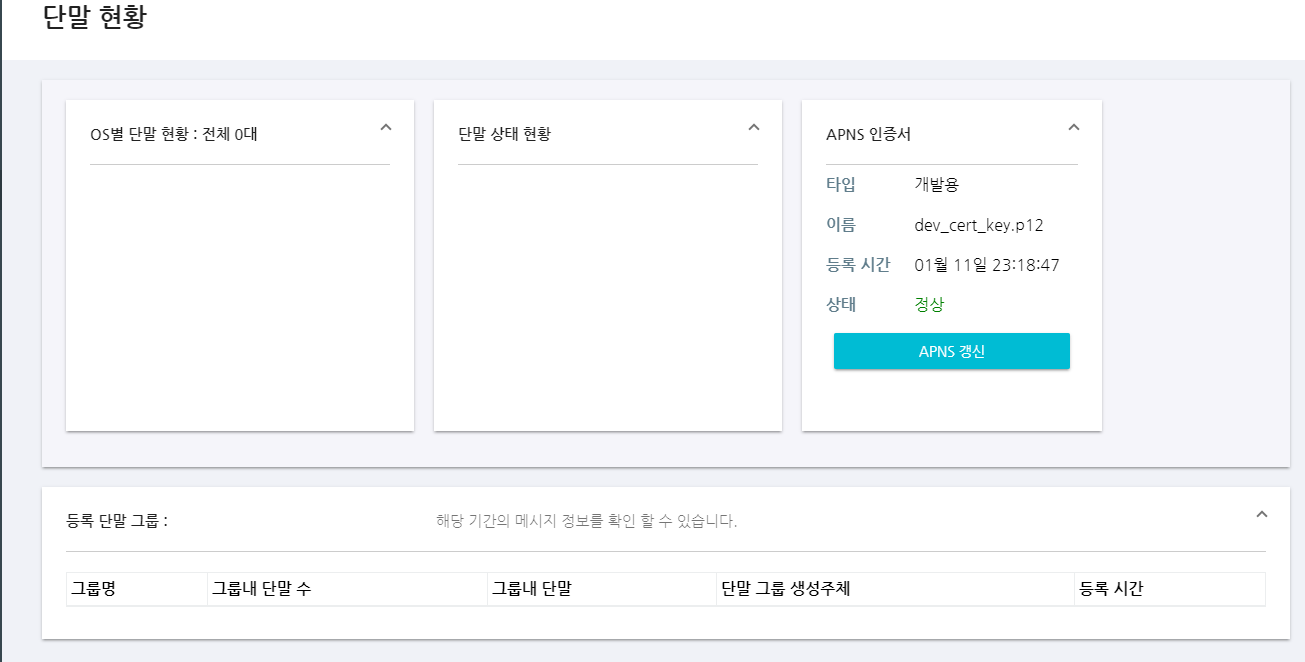 단말 현황
OS별 단말 현황 : 전체 0대
단말 상태 현황
APNS 인증서
타입 개발용
이름 dev_cert_key.p12
등록 시간 01월 11일 23:18:47
상태 정상
APNS 갱신
등록 단말 그룹 : 해당 기간의 메시지 정보를 확인 할 수 있습니다.
그룹명 그룹내 단말 수 그룹내 단말 단말 그룹 생성주체 등록 시간